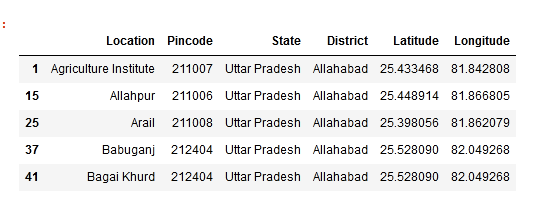 :
Location Pincode State District Latitude Longitude
1 Agriculture Institute 211007 Uttar Pradesh Allahabad 25.433468 81.842808
15 Allahpur 211006 Uttar Pradesh Allahabad 25.448914 81.866805
25 Arail 211008 Uttar Pradesh Allahabad 25.398056 81.862079
37 Babuganj 212404 Uttar Pradesh Allahabad 25.528090 82.049268
41 Bagai Khurd 212404 Uttar Pradesh Allahabad 25.528090 82.049268